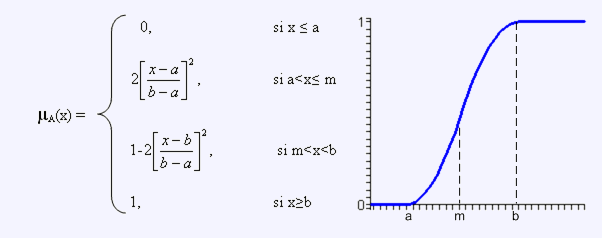 0, si x ≤ a
2[(x – a)/(b – a)]², si a<x≤ m
μA(x) =
1-2[(x – b)/(b – a)]², si m<x<b
1, si x≥b
1
0
a m b